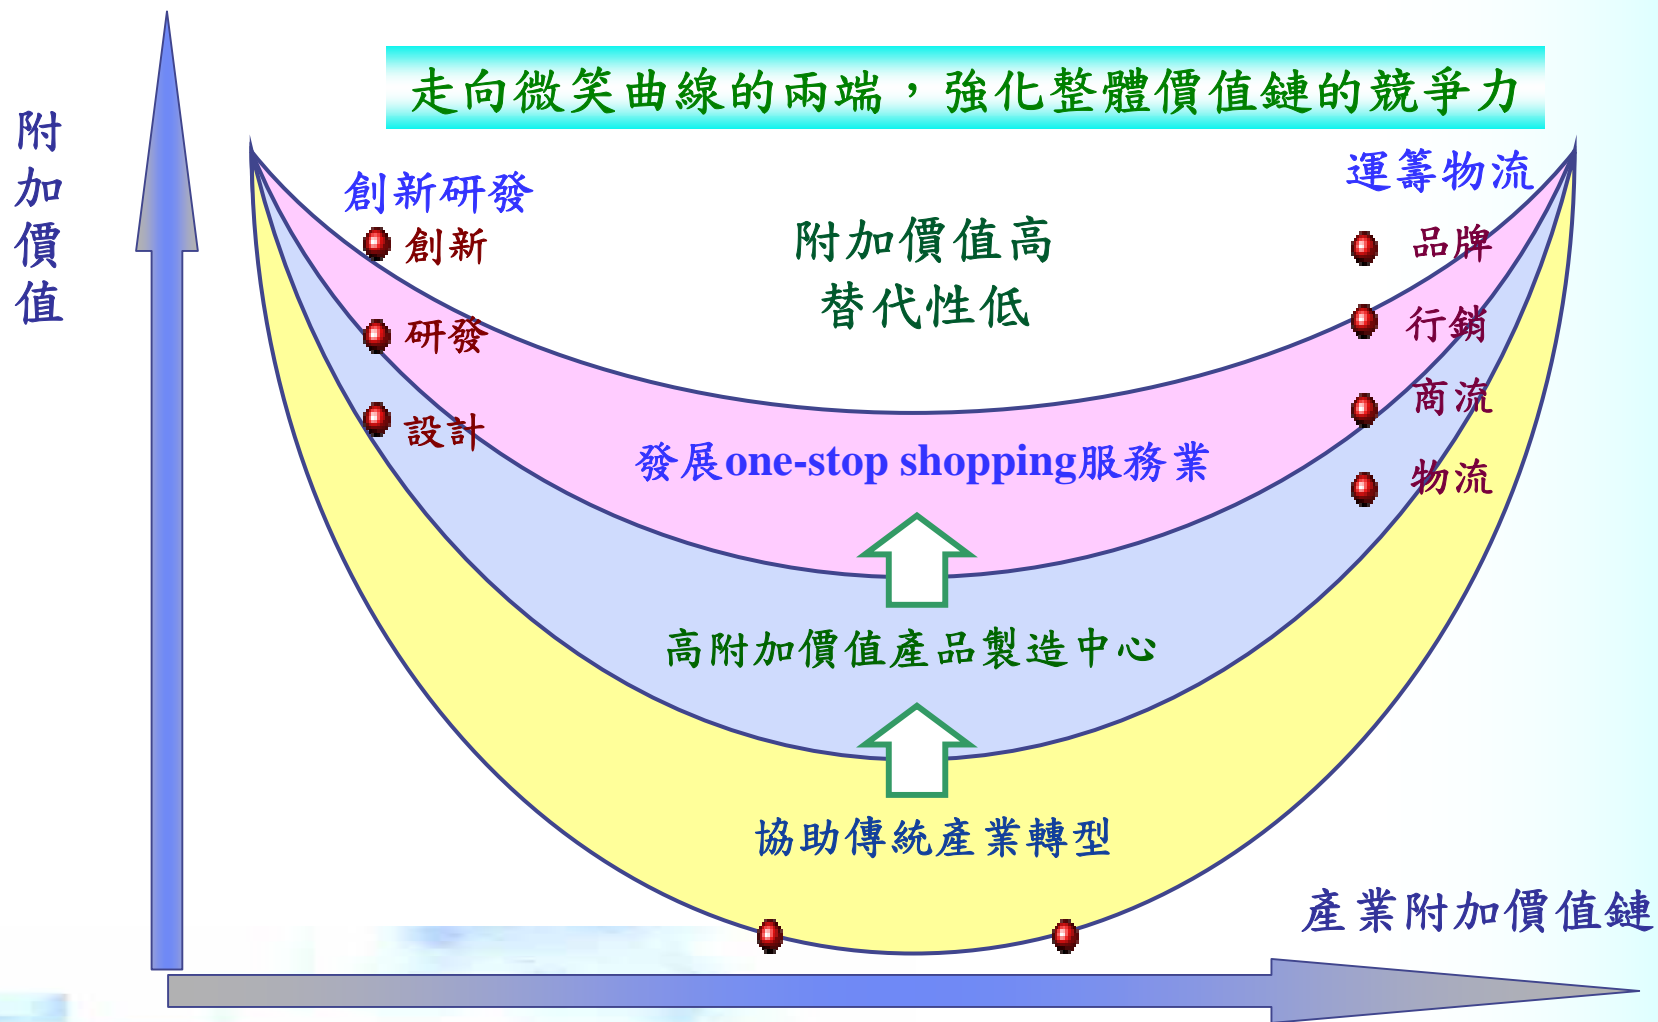 走向微笑曲線的兩端，強化整體價值鏈的競爭力
附加價值
創新研發
創新
研發
設計
附加價值高
替代性低
運籌物流
品牌
行銷
商流
物流
發展one-stop shopping服務業
高附加價值產品製造中心
協助傳統產業轉型
產業附加價值鏈